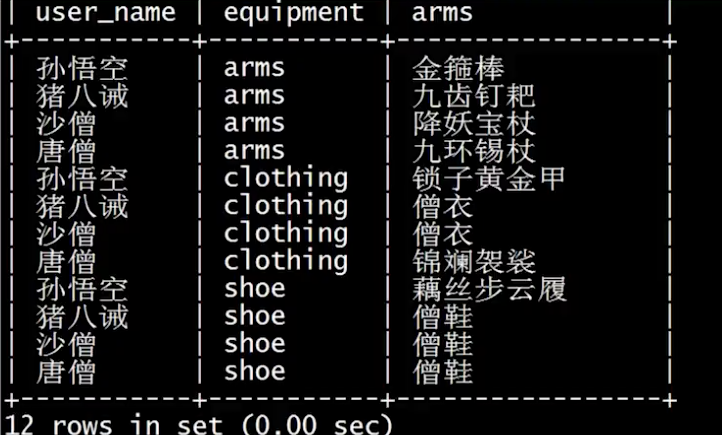 | user_name | equipment | arms |
+-----------+-----------+-----------------+
| 孙悟空 | arms | 金箍棒 |
| 猪八诫 | arms | 九齿钉耙 |
| 沙僧 | arms | 降妖宝杖 |
| 唐僧 | arms | 九环锡杖 |
| 孙悟空 | clothing | 锁子黄金甲 |
| 猪八诫 | clothing | 僧衣 |
| 沙僧 | clothing | 僧衣 |
| 唐僧 | clothing | 锦斓袈裟 |
| 孙悟空 | shoe | 藕丝步云履 |
| 猪八诫 | shoe | 僧鞋 |
| 沙僧 | shoe | 僧鞋 |
| 唐僧 | shoe | 僧鞋 |
+-----------+-----------+-----------------+
12 rows in set (0.00 sec)